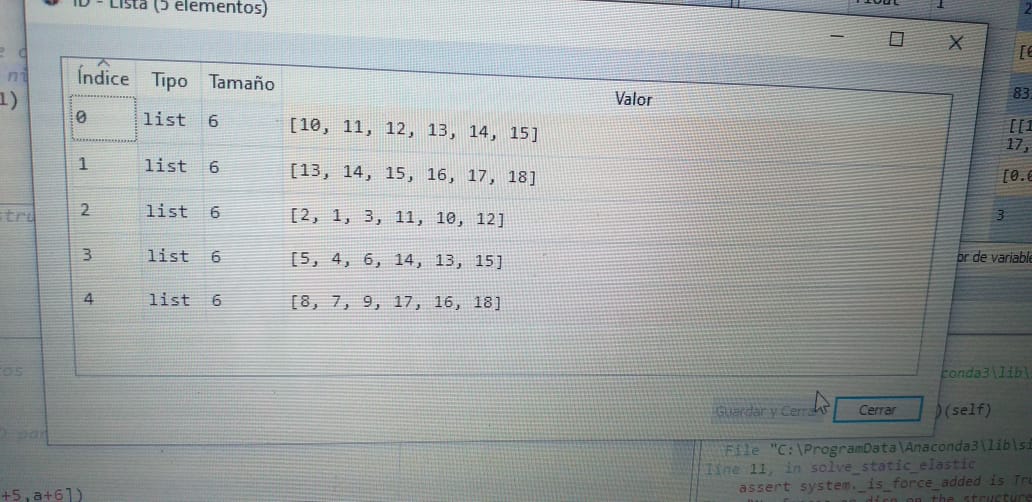 ID - Lista (5 elementos)
Índice Tipo Tamaño Valor
0 list 6 [10, 11, 12, 13, 14, 15]
1 list 6 [13, 14, 15, 16, 17, 18]
2 list 6 [2, 1, 3, 11, 10, 12]
3 list 6 [5, 4, 6, 14, 13, 15]
4 list 6 [8, 7, 9, 17, 16, 18]
Guardar y Cerrar Cerrar
1)
+5,a+6])
1
83
17,
3
or de variable
conda3\lib\
)(self)
File "C:\ProgramData\Anaconda3\lib\si
line 11, in solve_static_elastic
assert system._is_force_added is Tr